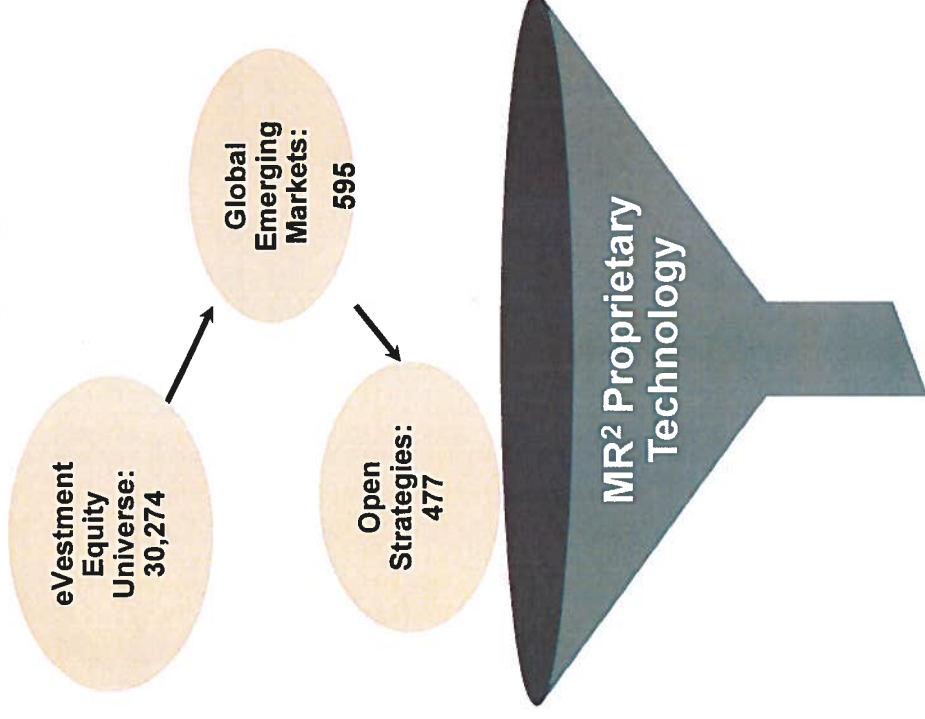 eVestment
Equity
Universe:
30,274
Global
Emerging
Markets:
595
Open
Strategies:
477
MR² Proprietary
Technology